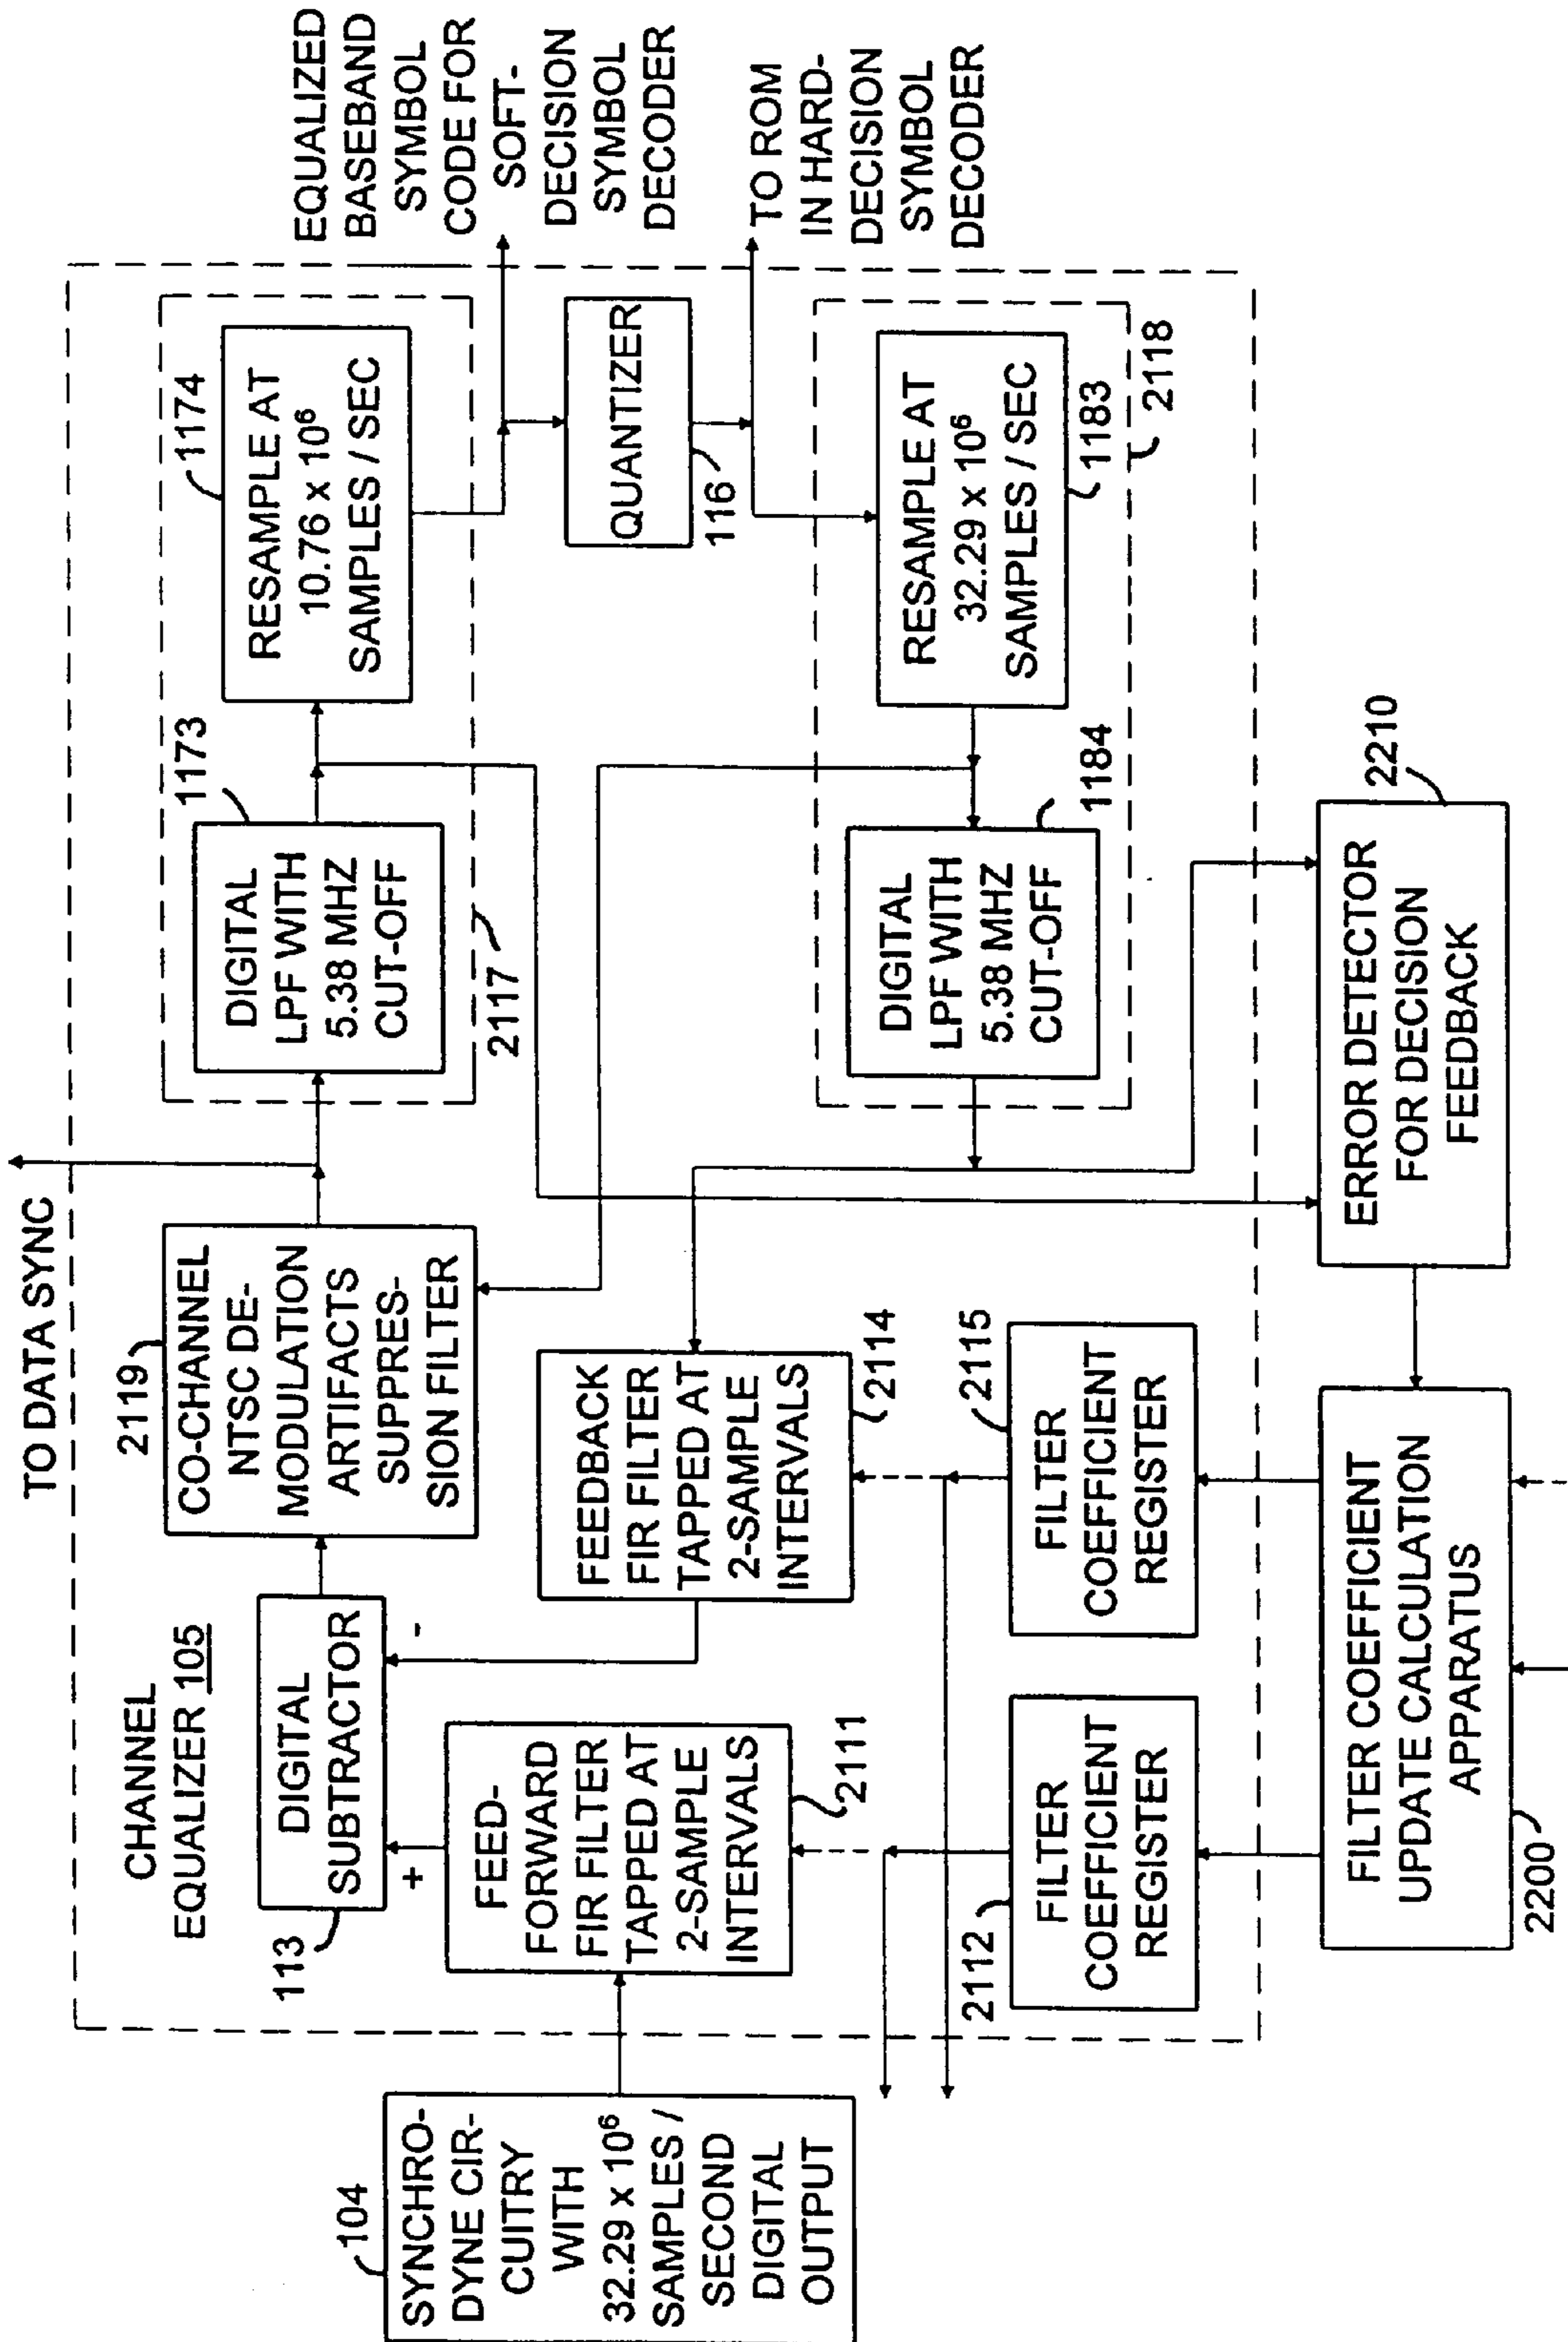 TO DATA SYNC
CHANNEL
EQUALIZER 105
113
DIGITAL
SUBTRACTOR
+
-
2119
CO-CHANNEL
NTSC DE-
MODULATION
ARTIFACTS
SUPPRES-
SION FILTER
1173
DIGITAL
LPF WITH
5.38 MHZ
CUT-OFF
2117
1174
RESAMPLE AT
10.76 x 10⁶
SAMPLES / SEC
EQUALIZED
BASEBAND
SYMBOL
CODE FOR
SOFT-
DECISION
SYMBOL
DECODER
104
SYNCHRO-
DYNE CIR-
CUITRY WITH
32.29 x 10⁶
SAMPLES /
SECOND
DIGITAL
OUTPUT
FEED-
FORWARD
FIR FILTER
TAPPED AT
2-SAMPLE
INTERVALS
2111
FEEDBACK
FIR FILTER
TAPPED AT
2-SAMPLE
INTERVALS
2114
QUANTIZER
116
TO ROM
IN HARD-
DECISION
SYMBOL
DECODER
DIGITAL
LPF WITH
5.38 MHZ
CUT-OFF
1184
RESAMPLE AT
32.29 x 10⁶
SAMPLES / SEC
1183
2118
2112
FILTER
COEFFICIENT
REGISTER
2115
FILTER
COEFFICIENT
REGISTER
2200
FILTER COEFFICIENT
UPDATE CALCULATION
APPARATUS
2210
ERROR DETECTOR
FOR DECISION
FEEDBACK